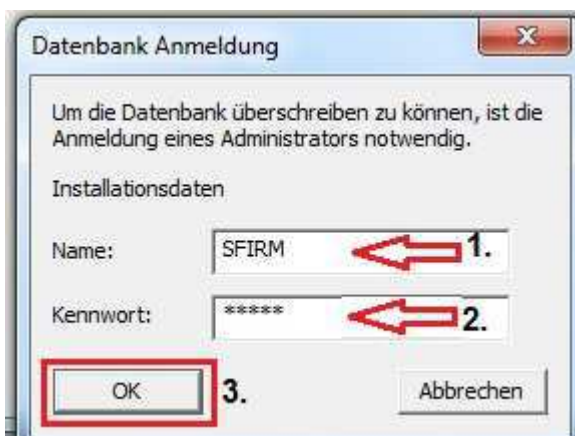 Datenbank Anmeldung
Um die Datenbank überschreiben zu können, ist die
Anmeldung eines Administrators notwendig.
Installationsdaten
Name: SFIRM 1.
Kennwort: ***** 2.
OK 3. Abbrechen